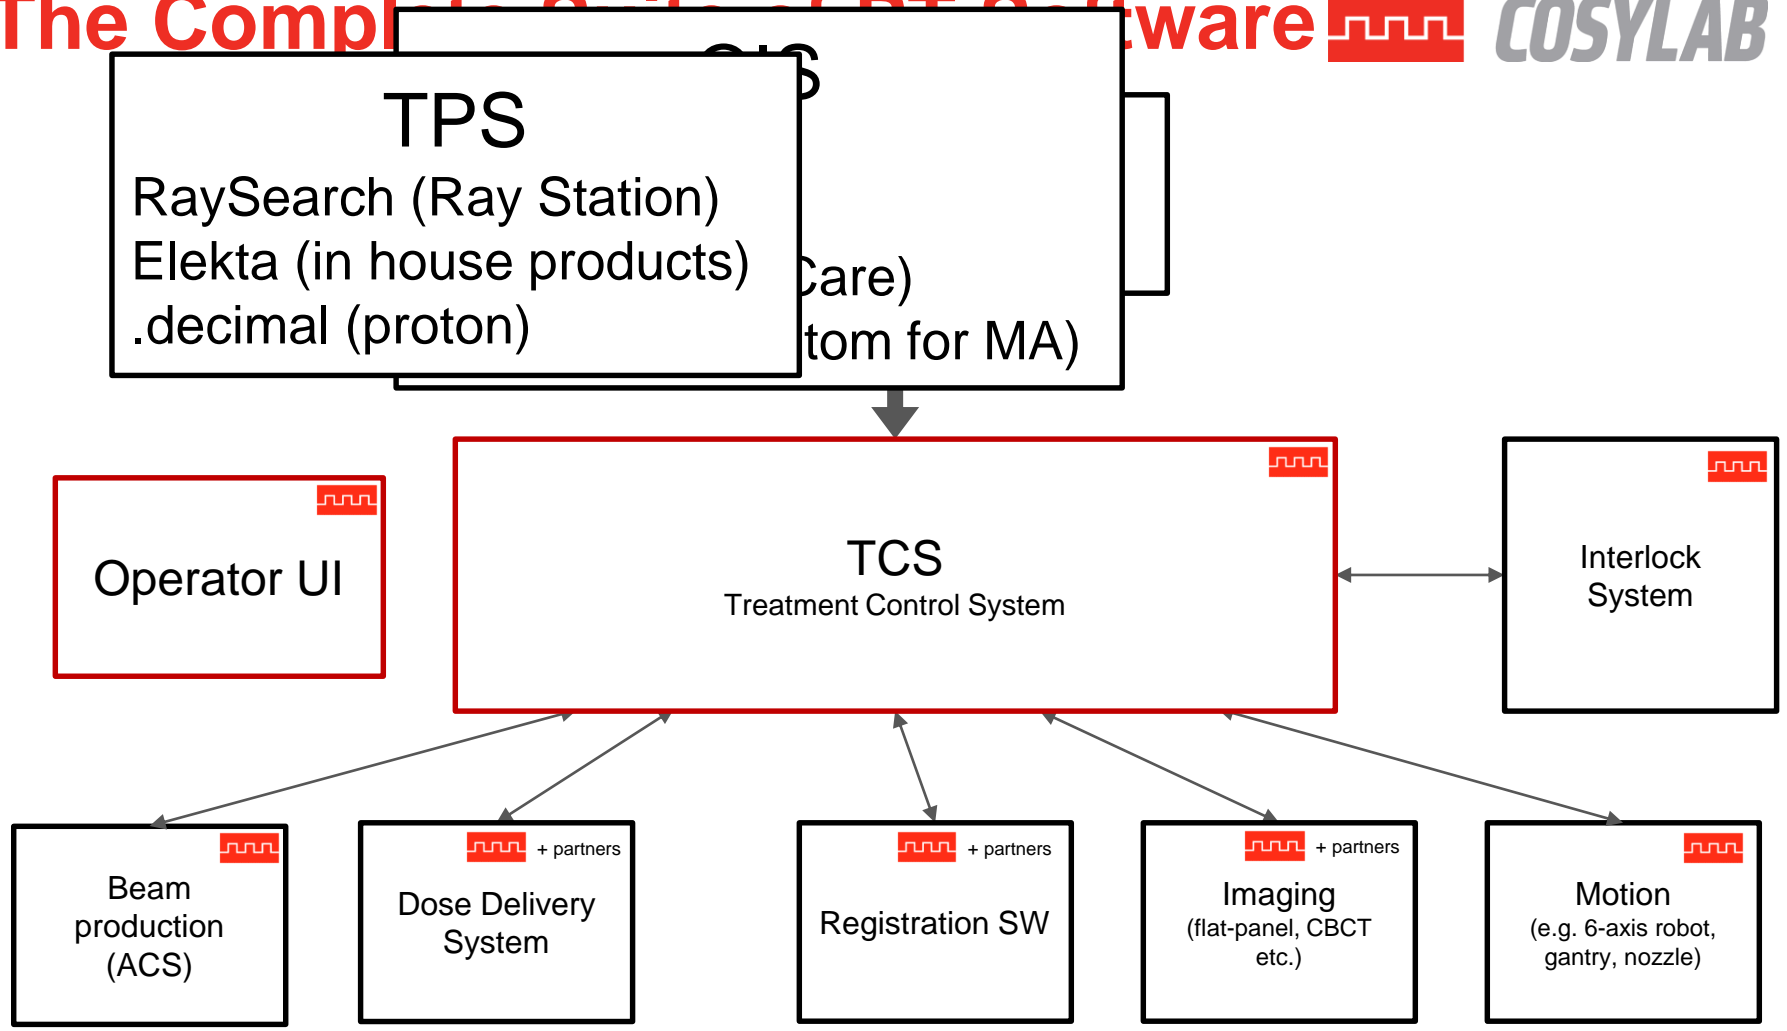 The Comp ware COSYLAB
TPS
RaySearch (Ray Station)
Elekta (in house products)
.decimal (proton)
Care)
tom for MA)
Operator UI
TCS
Treatment Control System
Interlock
System
Beam
production
(ACS)
+ partners
Dose Delivery
System
+ partners
Registration SW
+ partners
Imaging
(flat-panel, CBCT
etc.)
Motion
(e.g. 6-axis robot,
gantry, nozzle)